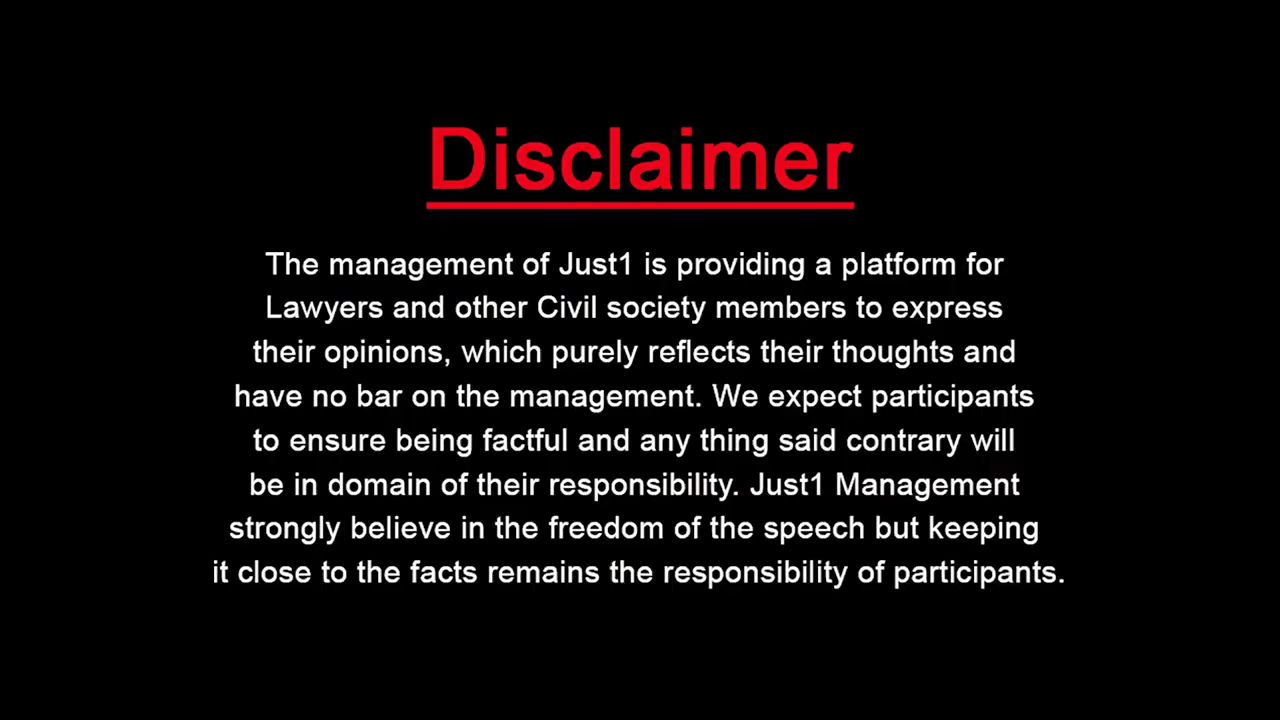 Disclaimer
The management of Just1 is providing a platform for
Lawyers and other Civil society members to express
their opinions, which purely reflects their thoughts and
have no bar on the management. We expect participants
to ensure being factful and any thing said contrary will
be in domain of their responsibility. Just1 Management
strongly believe in the freedom of the speech but keeping
it close to the facts remains the responsibility of participants.